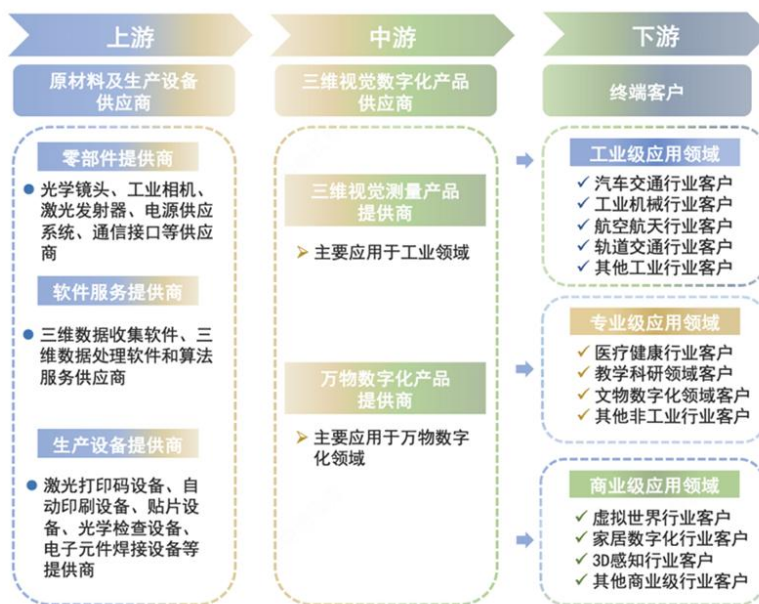 上游
原材料及生产设备
供应商
零部件提供商
光学镜头、工业相机、
激光发射器、电源供应
系统、通信接口等供应
商
软件服务提供商
三维数据收集软件、三
维数据处理软件和算法
服务供应商
生产设备提供商
激光打印码设备、自
动印刷设备、贴片设
备、光学检查设备、
电子元件焊接设备等
提供商
中游
三维视觉数字化产品
供应商
三维视觉测量产品
提供商
主要应用于工业领域
万物数字化产品
提供商
主要应用于万物数字
化领域
下游
终端客户
工业级应用领域
汽车交通行业客户
工业机械行业客户
航空航天行业客户
轨道交通行业客户
其他工业行业客户
专业级应用领域
医疗健康行业客户
教学科研领域客户
文物数字化领域客户
其他非工业行业客户
商业级应用领域
虚拟世界行业客户
家居数字化行业客户
3D感知行业客户
其他商业级行业客户